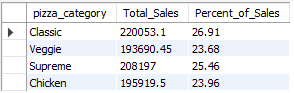 pizza_category Total_Sales Percent_of_Sales
Classic 220053.1 26.91
Veggie 193690.45 23.68
Supreme 208197 25.46
Chicken 195919.5 23.96